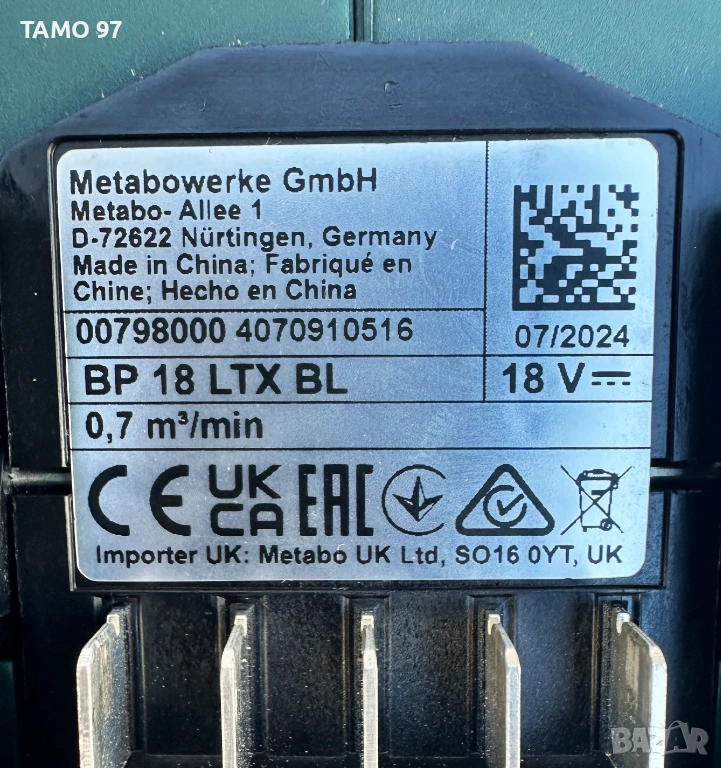 TAMO 97
Metabowerke GmbH
Metabo- Allee 1
D-72622 Nürtingen, Germany
Made in China; Fabriqué en
Chine; Hecho en China
00798000 4070910516
07/2024
BP 18 LTX BL
18 V
0,7 m³/min
CE UK CA EAC
Importer UK: Metabo UK Ltd, SO16 0YT, UK
BAZAR